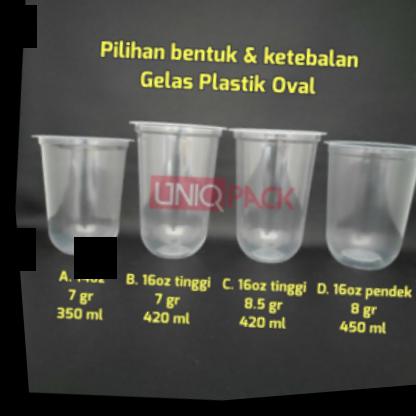 Pilihan bentuk & ketebalan
Gelas Plastik Oval
UNIQPACK
A.
7 gr
350 ml
B. 16oz tinggi
7 gr
420 ml
C. 16oz tinggi
8.5 gr
420 ml
D. 16oz pendek
8 gr
450 ml